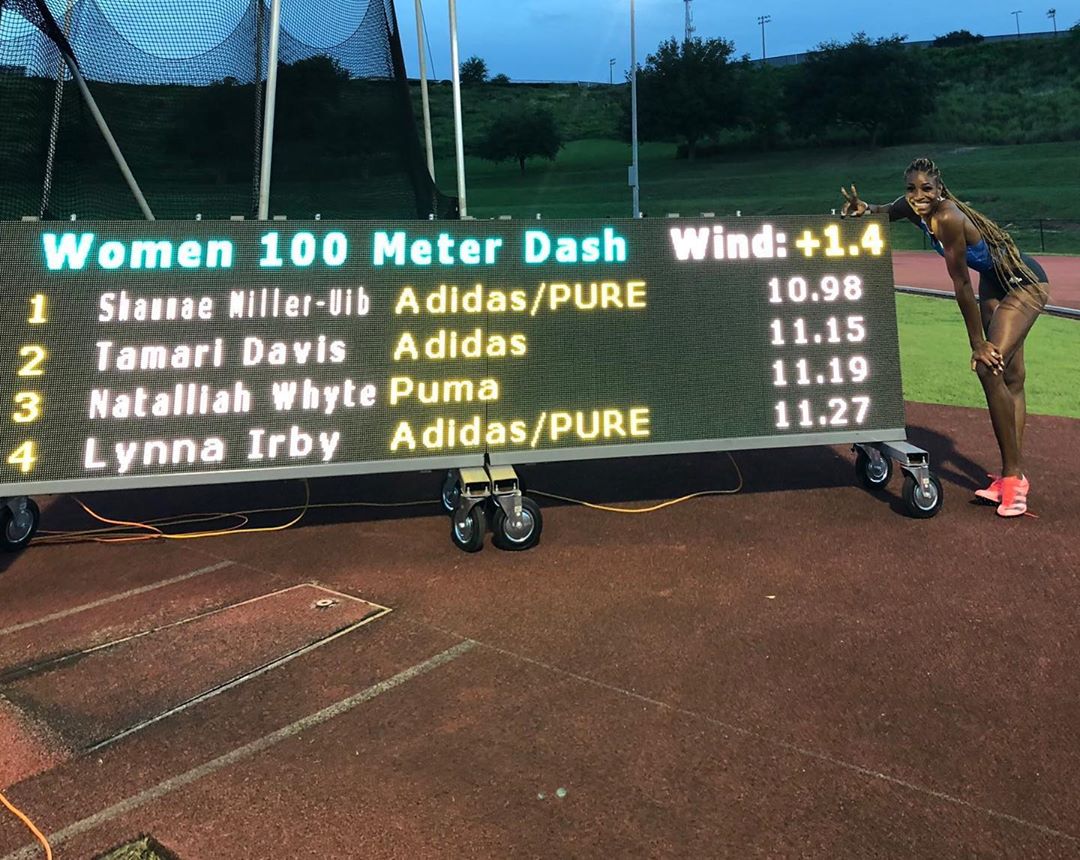 Women 100 Meter Dash Wind: +1.4
1 Shaunae Miller-Uib Adidas/PURE 10.98
2 Tamari Davis Adidas 11.15
3 Natalliah Whyte Puma 11.19
4 Lynna Irby Adidas/PURE 11.27